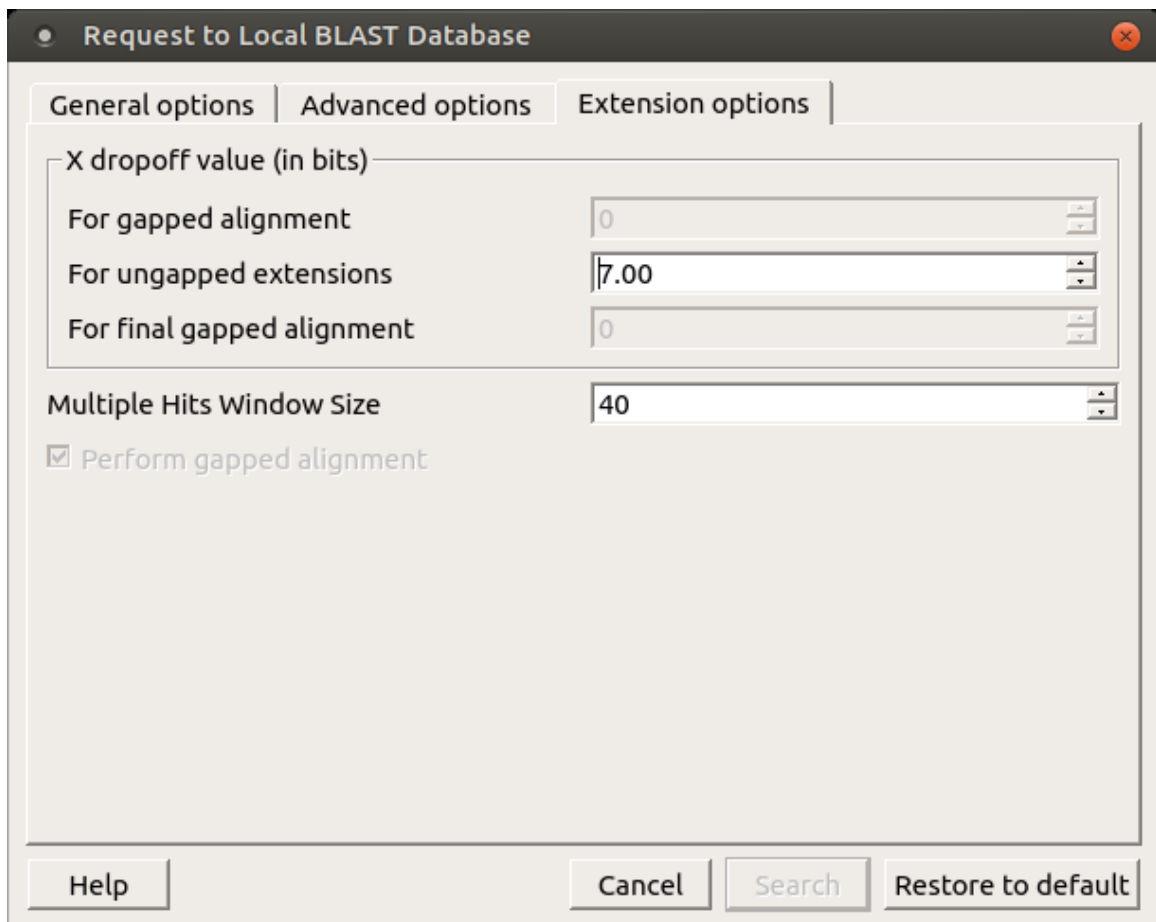 Request to Local BLAST Database
General options Advanced options Extension options
X dropoff value (in bits)
For gapped alignment 0
For ungapped extensions 7.00
For final gapped alignment 0
Multiple Hits Window Size 40
Perform gapped alignment
Help Cancel Search Restore to default